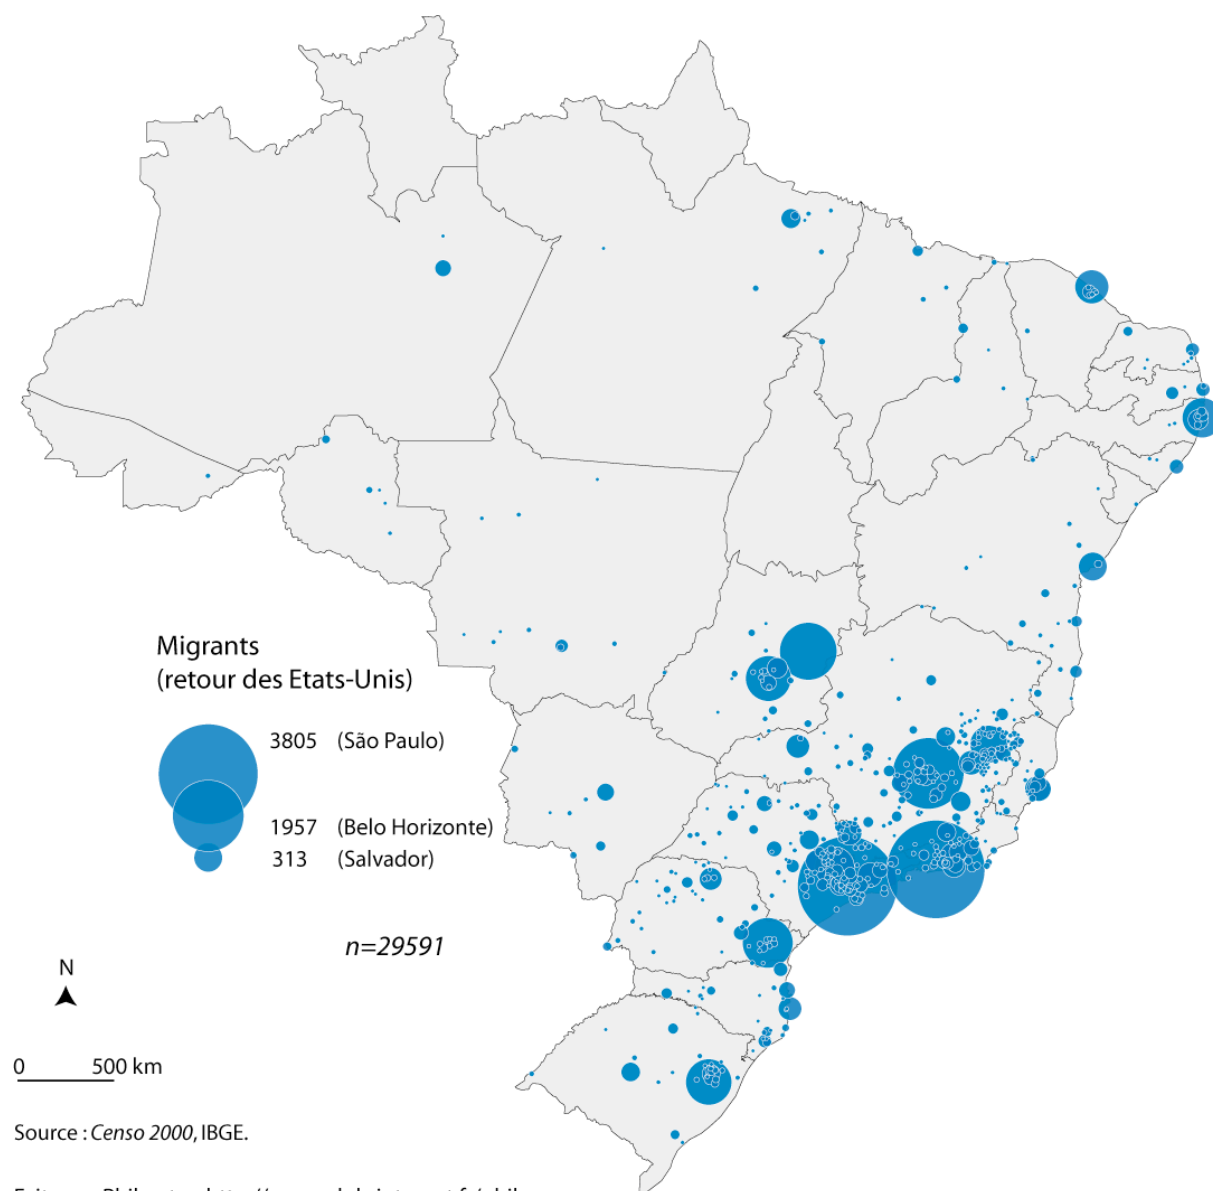 Migrants
(retour des Etats-Unis)
3805 (São Paulo)
1957 (Belo Horizonte)
313 (Salvador)
n=29591
N
0 500 km
Source : Censo 2000, IBGE.